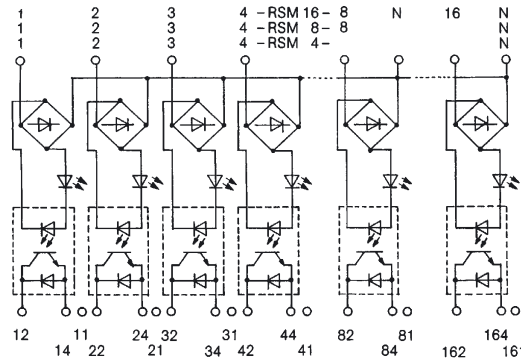 1 2 3 4 - RSM 16 - 8 N 16 N
1 2 3 4 - RSM 8 - 8 N
1 2 3 4 - RSM 4 - N
12 11 24 32 31 44 82 81 164
14 22 21 34 42 41 84 162 161